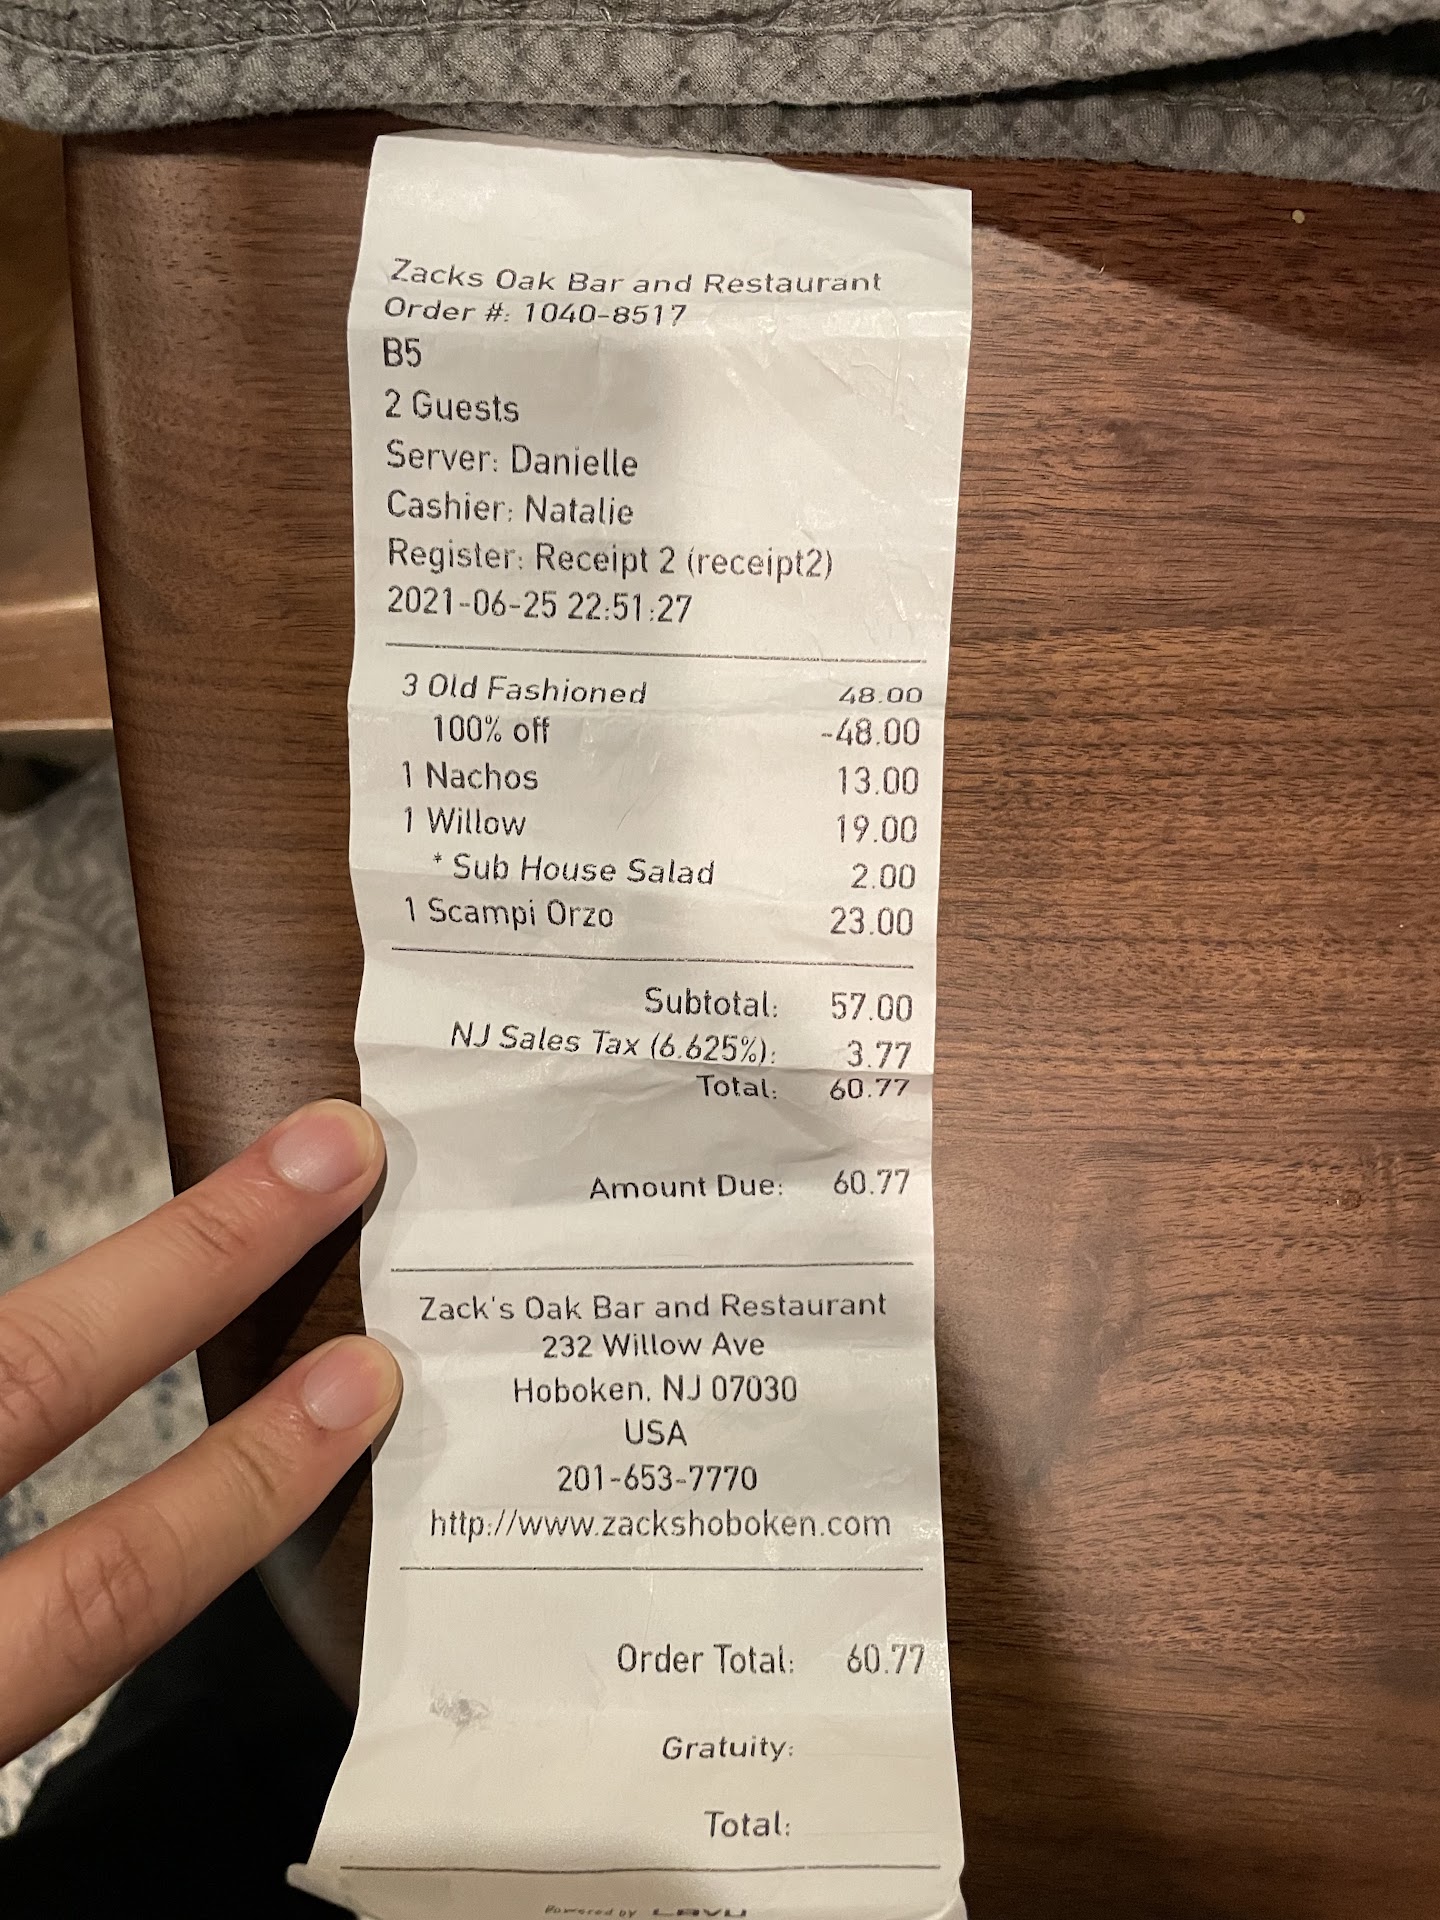 Zacks Oak Bar and Restaurant
Order #: 1040-8517
B5
2 Guests
Server: Danielle
Cashier: Natalie
Register: Receipt 2 (receipt2)
2021-06-25 22:51:27
3 Old Fashioned 48.00
100% off -48.00
1 Nachos 13.00
1 Willow 19.00
* Sub House Salad 2.00
1 Scampi Orzo 23.00
Subtotal: 57.00
NJ Sales Tax (6.625%): 3.77
Total: 60.77
Amount Due: 60.77
Zack's Oak Bar and Restaurant
232 Willow Ave
Hoboken, NJ 07030
USA
201-653-7770
http://www.zackshoboken.com
Order Total: 60.77
Gratuity:
Total:
Powered by LAVU